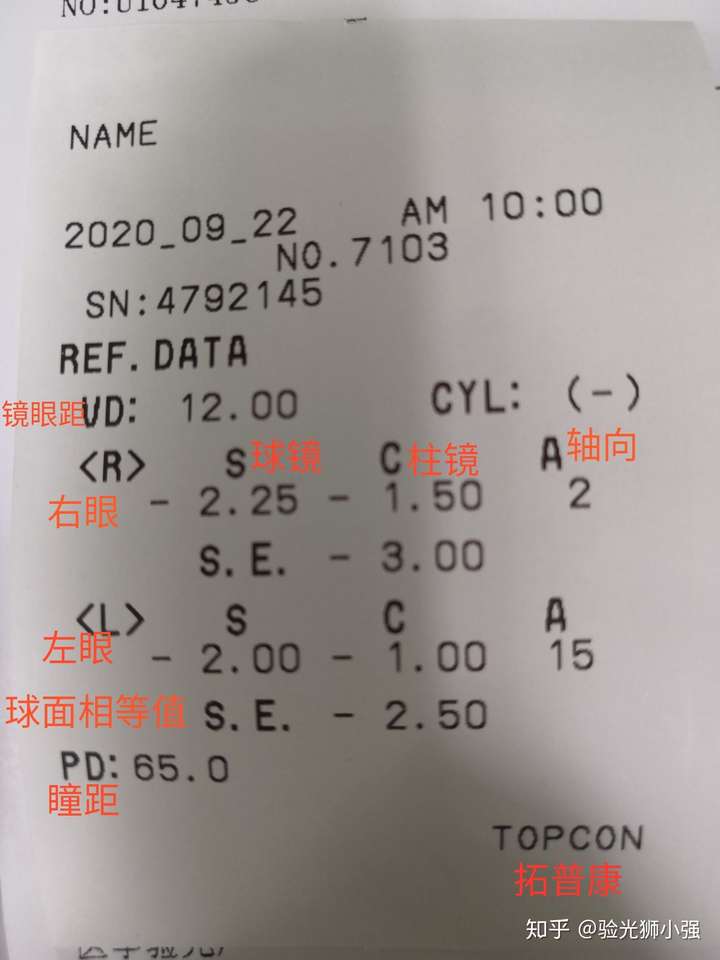 NAME
2020_09_22 AM 10:00
NO.7103
SN:4792145
REF.DATA
镜眼距 VD: 12.00 CYL: (-)
<R> S 球镜 C 柱镜 A 轴向
右眼 - 2.25 - 1.50 2
S.E. - 3.00
<L> S C A
左眼 - 2.00 - 1.00 15
球面相等值 S.E. - 2.50
PD: 65.0
瞳距
TOPCON
拓普康
知乎 @验光狮小强